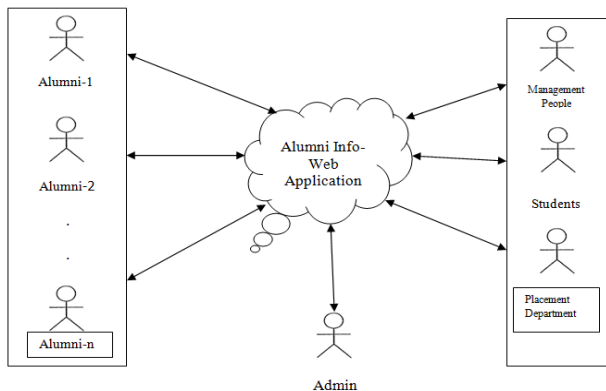 Alumni-1
Alumni-2
.
.
Alumni-n
Alumni Info-
Web
Application
Admin
Management
People
Students
Placement
Department